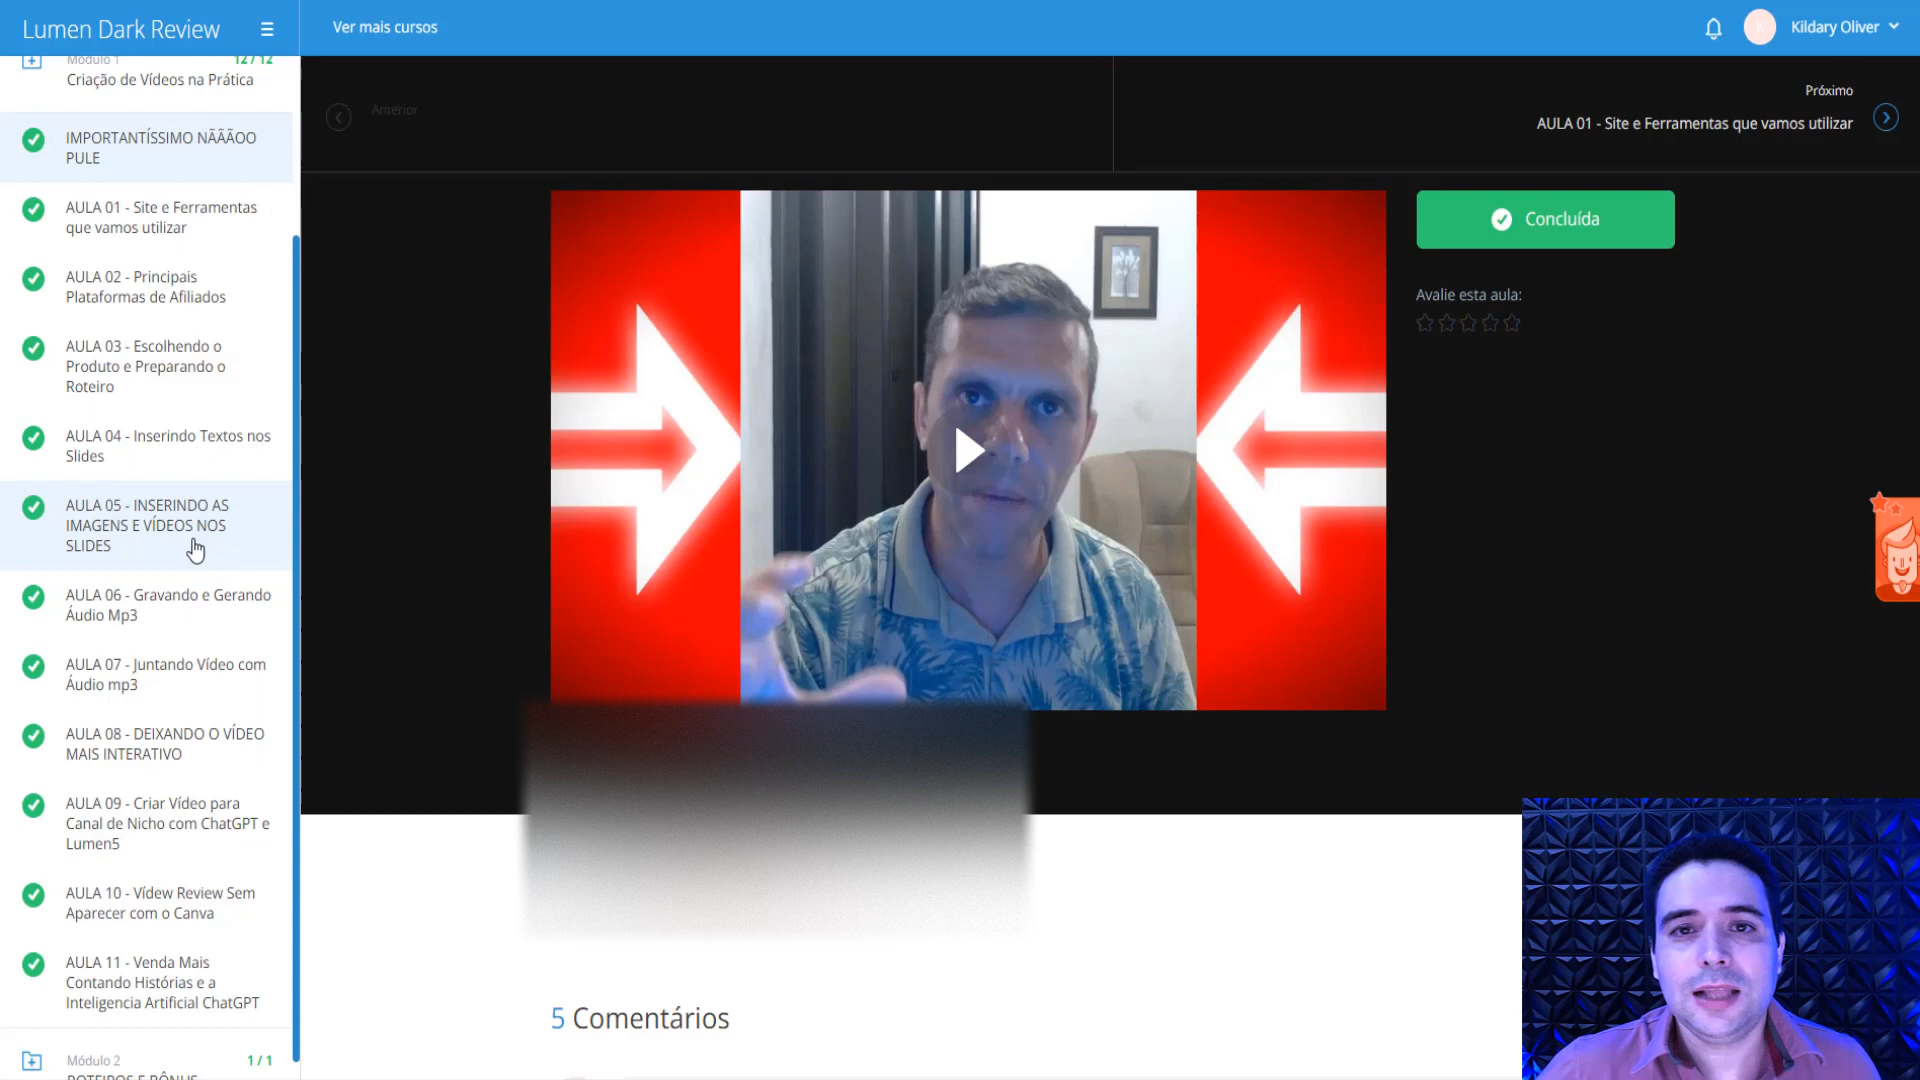 Lumen Dark Review
Ver mais cursos
Kildary Oliver
Módulo 1
12 / 12
Criação de Vídeos na Prática
IMPORTANTÍSSIMO NÃÃÃOO
PULE
AULA 01 - Site e Ferramentas
que vamos utilizar
AULA 02 - Principais
Plataformas de Afiliados
AULA 03 - Escolhendo o
Produto e Preparando o
Roteiro
AULA 04 - Inserindo Textos nos
Slides
AULA 05 - INSERINDO AS
IMAGENS E VÍDEOS NOS
SLIDES
AULA 06 - Gravando e Gerando
Áudio Mp3
AULA 07 - Juntando Vídeo com
Áudio mp3
AULA 08 - DEIXANDO O VÍDEO
MAIS INTERATIVO
AULA 09 - Criar Vídeo para
Canal de Nicho com ChatGPT e
Lumen5
AULA 10 - Vídew Review Sem
Aparecer com o Canva
AULA 11 - Venda Mais
Contando Histórias e a
Inteligencia Artificial ChatGPT
Módulo 2
1 / 1
ROTEIROS E BÔNUS
Anterior
Próximo
AULA 01 - Site e Ferramentas que vamos utilizar
Concluída
Avalie esta aula:
5 Comentários